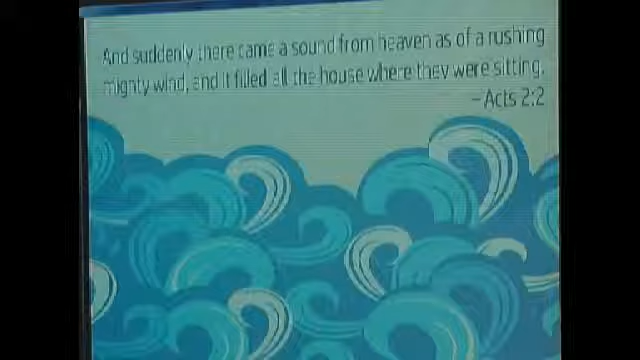 And suddenly there came a sound from heaven as of a rushing
mighty wind, and it filled all the house where they were sitting.
– Acts 2:2